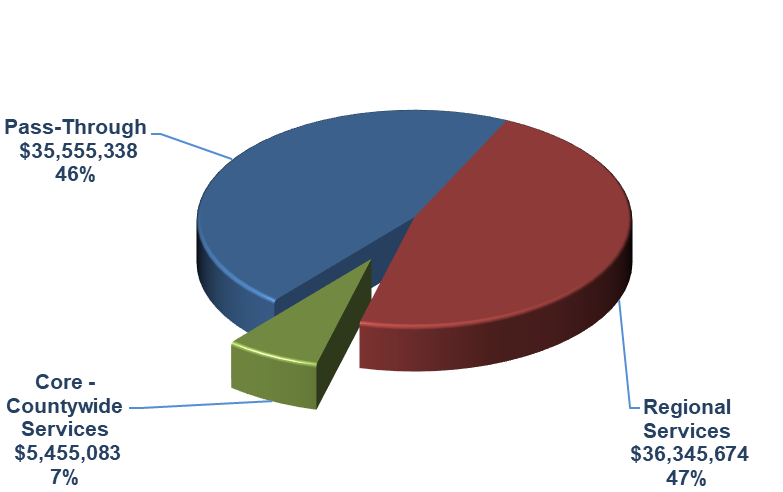 Pass-Through
$35,555,338
46%
Core -
Countywide
Services
$5,455,083
7%
Regional
Services
$36,345,674
47%